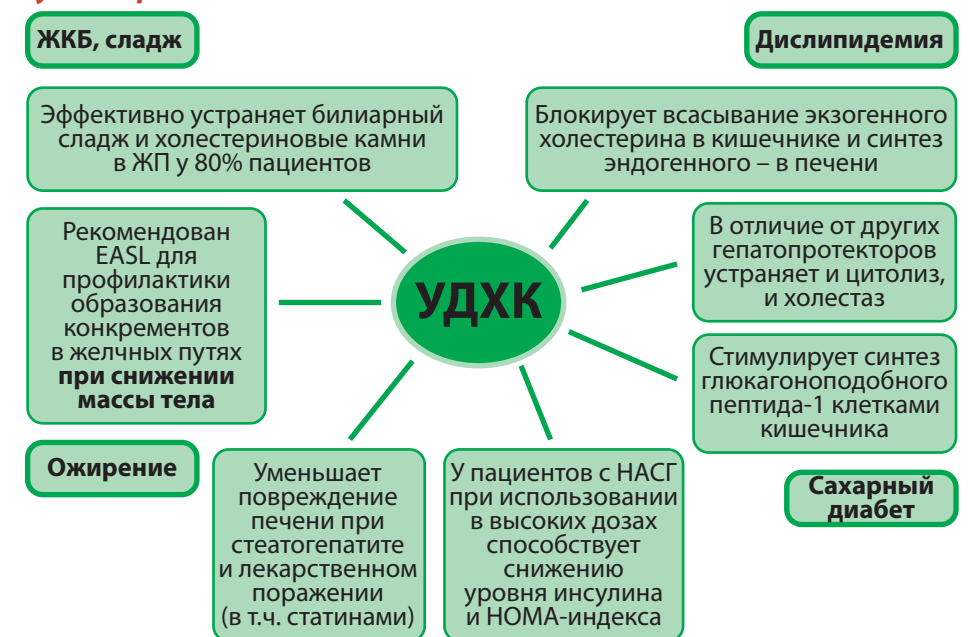 ЖКБ, сладж
Дислипидемия
Эффективно устраняет билиарный
сладж и холестериновые камни
в ЖП у 80% пациентов
Блокирует всасывание экзогенного
холестерина в кишечнике и синтез
эндогенного – в печени
Рекомендован
EASL для
профилактики
образования
конкрементов
в желчных путях
при снижении
массы тела
УДХК
В отличие от других
гепатопротекторов
устраняет и цитолиз,
и холестаз
Стимулирует синтез
глюкагоноподобного
пептида-1 клетками
кишечника
Ожирение
Уменьшает
повреждение
печени при
стеатогепатите
и лекарственном
поражении
(в т.ч. статинами)
У пациентов с НАСГ
при использовании
в высоких дозах
способствует
снижению
уровня инсулина
и НОМА-индекса
Сахарный
диабет